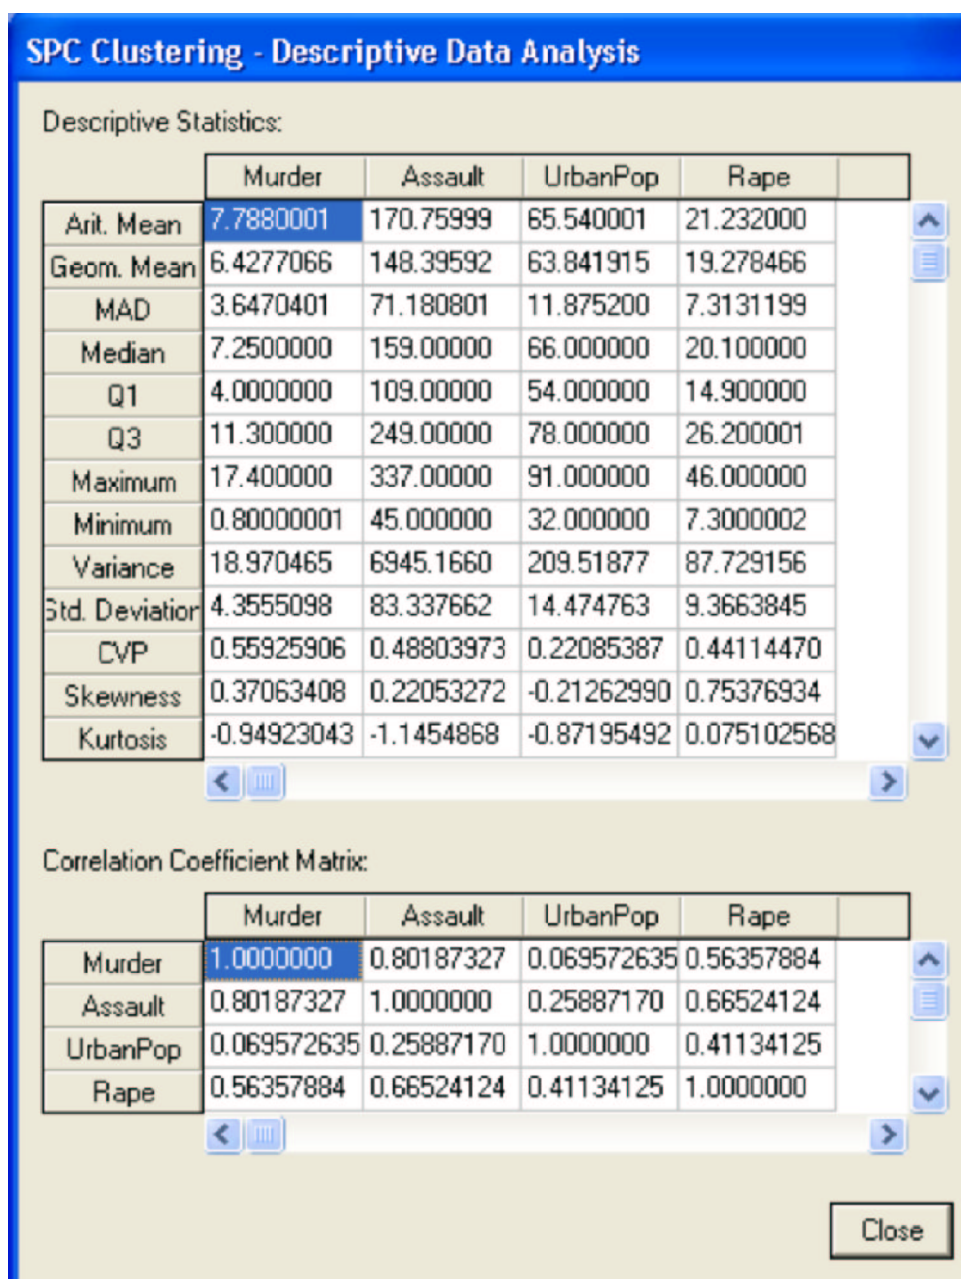 SPC Clustering - Descriptive Data Analysis
Descriptive Statistics:
Murder Assault UrbanPop Rape
Arit. Mean 7.7880001 170.75999 65.540001 21.232000
Geom. Mean 6.4277066 148.39592 63.841915 19.278466
MAD 3.6470401 71.180801 11.875200 7.3131199
Median 7.2500000 159.00000 66.000000 20.100000
Q1 4.0000000 109.00000 54.000000 14.900000
Q3 11.300000 249.00000 78.000000 26.200001
Maximum 17.400000 337.00000 91.000000 46.000000
Minimum 0.80000001 45.000000 32.000000 7.3000002
Variance 18.970465 6945.1660 209.51877 87.729156
Std. Deviation 4.3555098 83.337662 14.474763 9.3663845
CVP 0.55925906 0.48803973 0.22085387 0.44114470
Skewness 0.37063408 0.22053272 -0.21262990 0.75376934
Kurtosis -0.94923043 -1.1454868 -0.87195492 0.075102568
Correlation Coefficient Matrix:
Murder Assault UrbanPop Rape
Murder 1.0000000 0.80187327 0.069572635 0.56357884
Assault 0.80187327 1.0000000 0.25887170 0.66524124
UrbanPop 0.069572635 0.25887170 1.0000000 0.41134125
Rape 0.56357884 0.66524124 0.41134125 1.0000000
Close